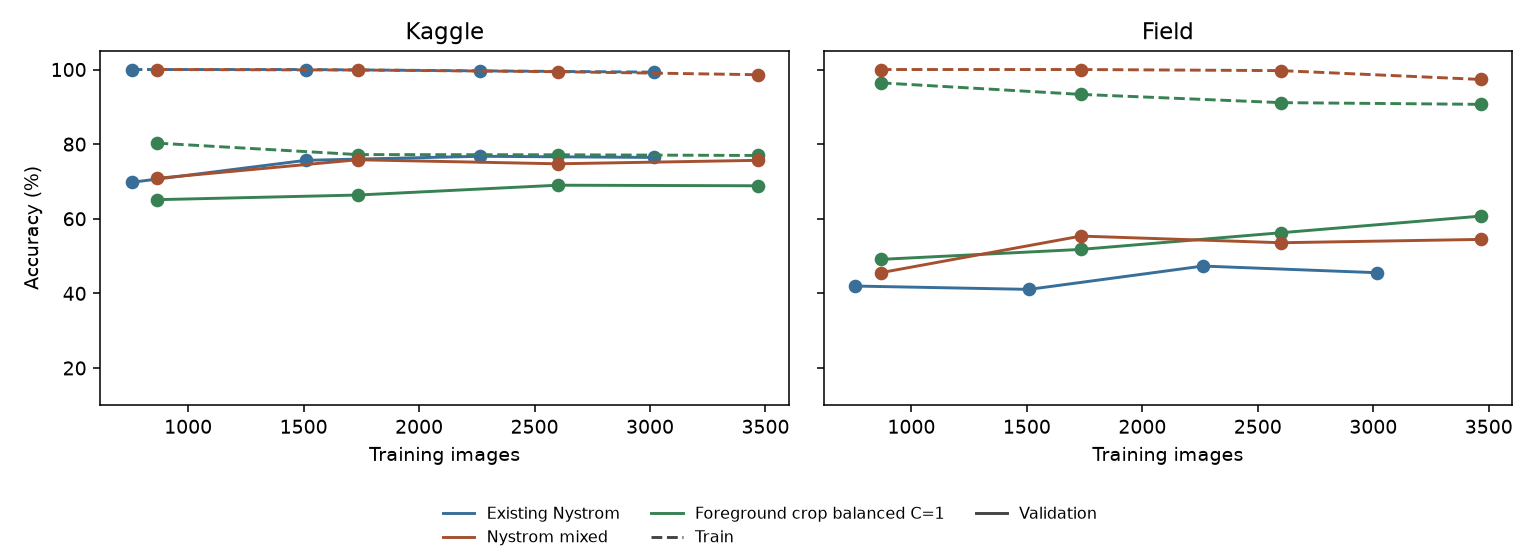 Kaggle
Field
Accuracy (%)
100
80
60
40
20
1000 1500 2000 2500 3000 3500
1000 1500 2000 2500 3000 3500
Training images
Training images
Existing Nystrom
Nystrom mixed
Foreground crop balanced C=1
Train
Validation